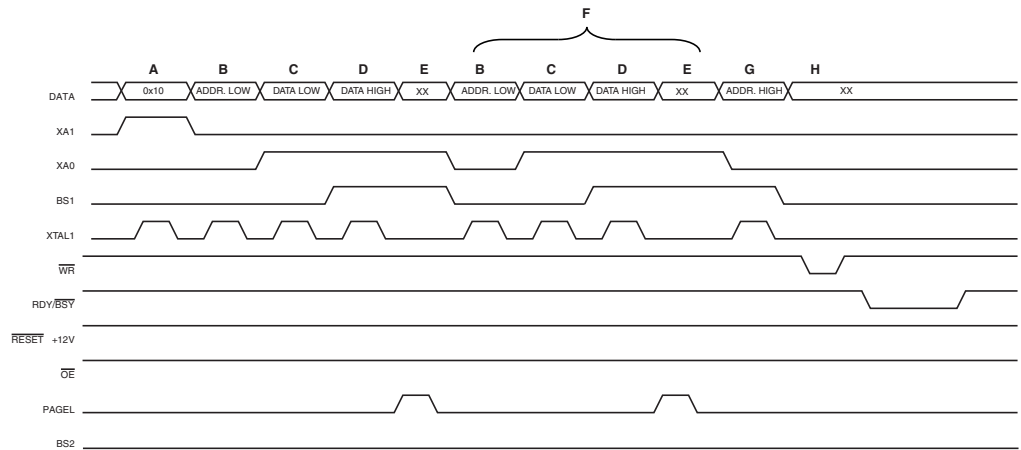 F
A B C D E B C D E G H
DATA 0x10 ADDR. LOW DATA LOW DATA HIGH XX ADDR. LOW DATA LOW DATA HIGH XX ADDR. HIGH XX
XA1
XA0
BS1
XTAL1
WR
RDY/BSY
RESET +12V
OE
PAGEL
BS2